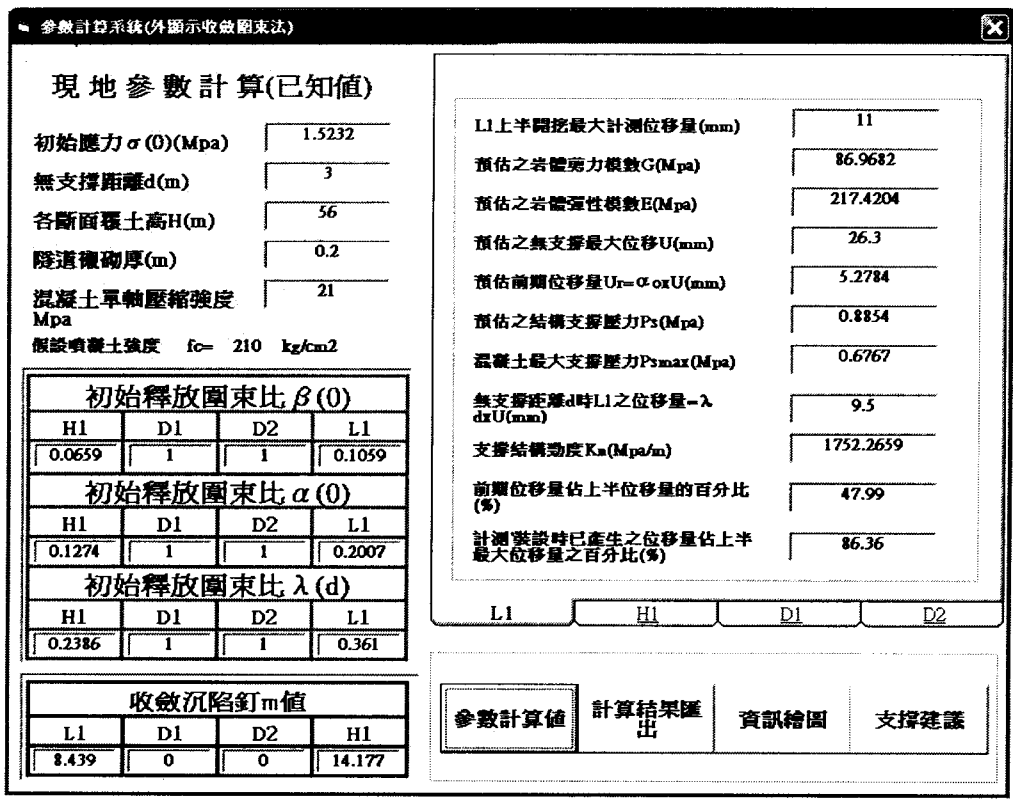 參數計算系統(外顯示收斂圍束法)
現地參數計算(已知值)
初始應力σ(0)(Mpa)
1.5232
無支撐距離d(m)
3
各斷面覆土高H(m)
56
隧道襯砌厚(m)
0.2
混凝土單軸壓縮強度
Mpa
21
假設噴凝土強度 fc= 210 kg/cm2
初始釋放圍束比β(0)
H1 D1 D2 L1
0.0659 1 1 0.1059
初始釋放圍束比α(0)
H1 D1 D2 L1
0.1274 1 1 0.2007
初始釋放圍束比λ(d)
H1 D1 D2 L1
0.2386 1 1 0.361
收斂沉陷釘m值
L1 D1 D2 H1
8.439 0 0 14.177
L1上半開挖最大計測位移量(mm)
11
預估之岩體剪力模數G(Mpa)
86.9682
預估之岩體彈性模數E(Mpa)
217.4204
預估之無支撐最大位移U(mm)
26.3
預估前期位移量Ur=αoxU(mm)
5.2784
預估之結構支撐壓力Ps(Mpa)
0.8854
混凝土最大支撐壓力Psmax(Mpa)
0.6767
無支撐距離d時L1之位移量=λ
dxU(mm)
9.5
支撐結構勁度Ks(Mpa/m)
1752.2659
前期位移量佔上半位移量的百分比
(%)
47.99
計測裝設時已產生之位移量佔上半
最大位移量之百分比(%)
86.36
L1 H1 D1 D2
參數計算值
計算結果匯
出
資訊繪圖
支撐建議